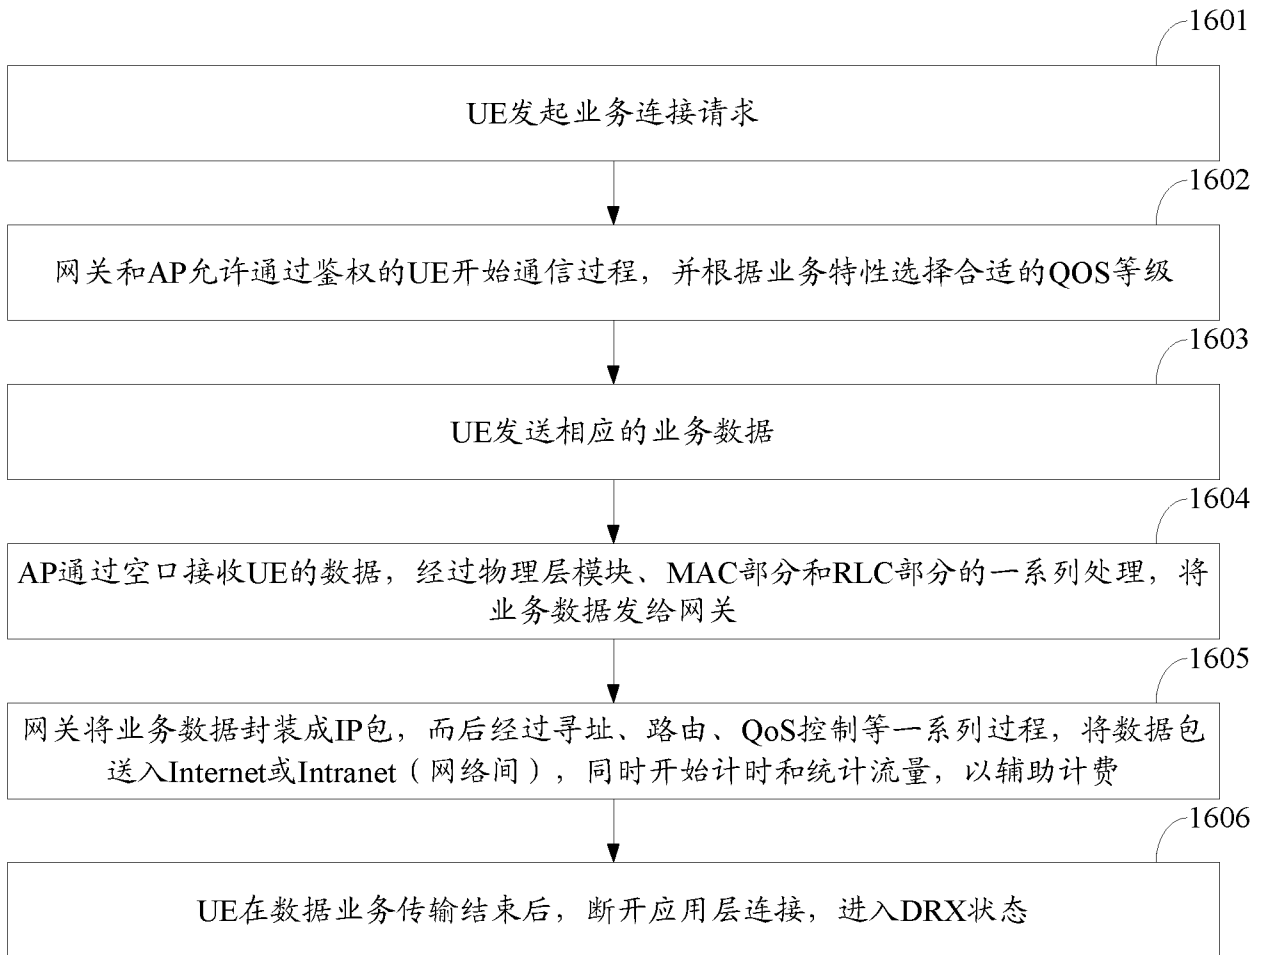 1601
UE发起业务连接请求
1602
网关和AP允许通过鉴权的UE开始通信过程，并根据业务特性选择合适的QOS等级
1603
UE发送相应的业务数据
1604
AP通过空口接收UE的数据，经过物理层模块、MAC部分和RLC部分的一系列处理，将
业务数据发给网关
1605
网关将业务数据封装成IP包，而后经过寻址、路由、QoS控制等一系列过程，将数据包
送入Internet或Intranet（网络间），同时开始计时和统计流量，以辅助计费
1606
UE在数据业务传输结束后，断开应用层连接，进入DRX状态